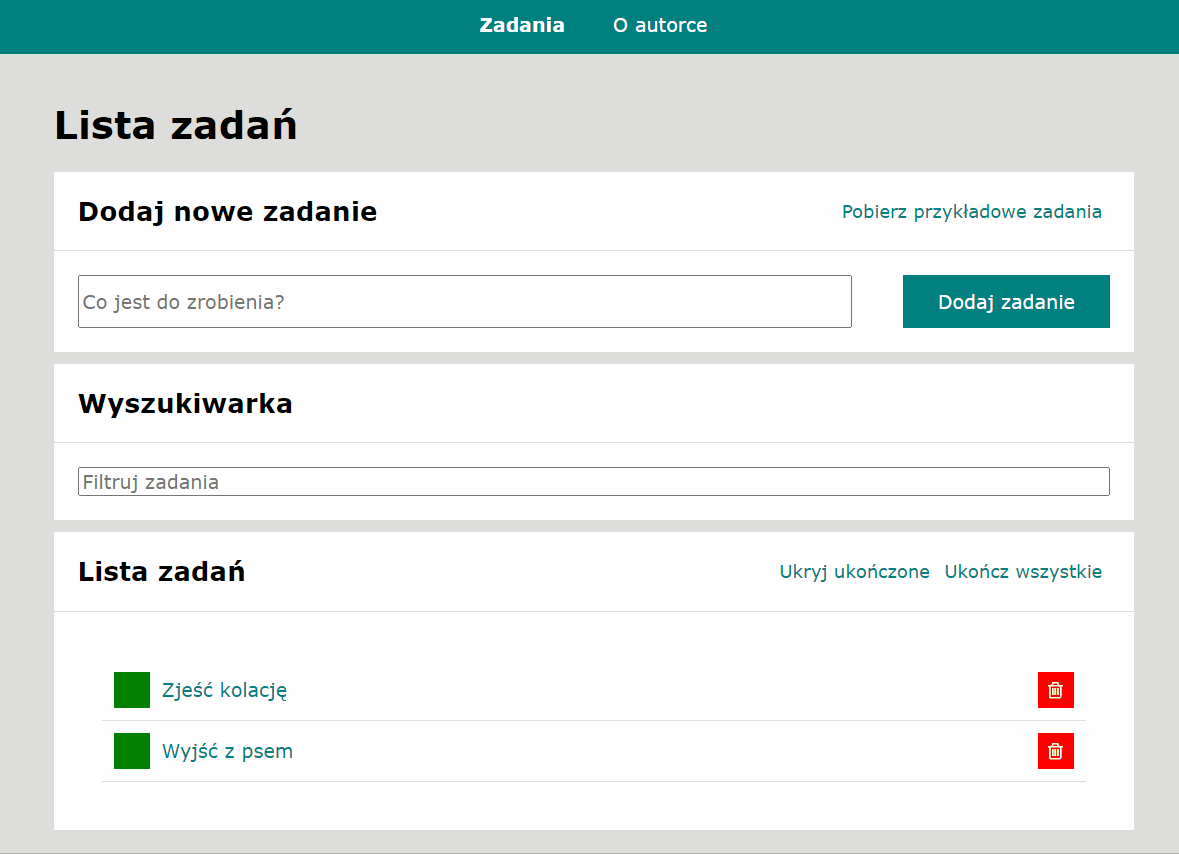 Zadania O autorce
Lista zadań
Dodaj nowe zadanie Pobierz przykładowe zadania
Co jest do zrobienia? Dodaj zadanie
Wyszukiwarka
Filtruj zadania
Lista zadań Ukryj ukończone Ukończ wszystkie
Zjeść kolację
Wyjść z psem